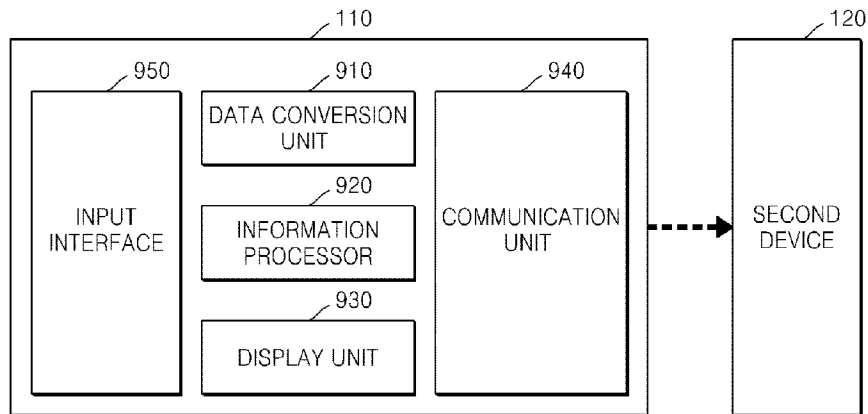 110
120
950
910
940
DATA CONVERSION
UNIT
920
INPUT
INTERFACE
INFORMATION
PROCESSOR
COMMUNICATION
UNIT
SECOND
DEVICE
930
DISPLAY UNIT